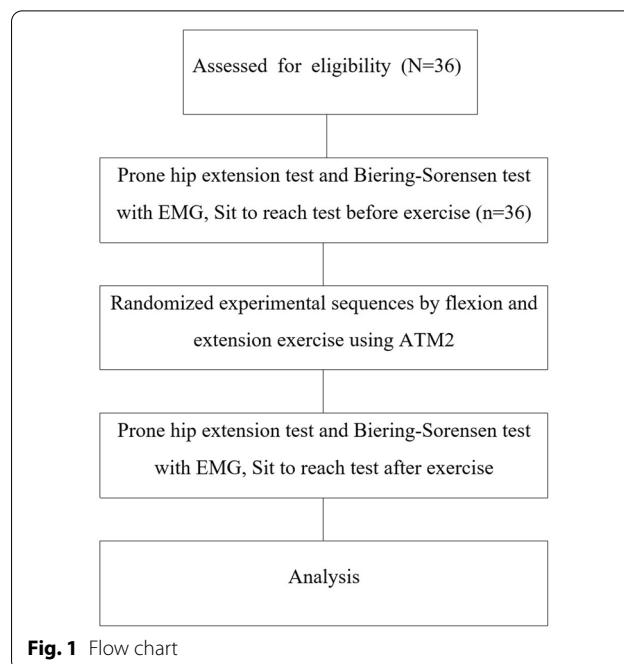 Assessed for eligibility (N=36)
Prone hip extension test and Biering-Sorensen test
with EMG, Sit to reach test before exercise (n=36)
Randomized experimental sequences by flexion and
extension exercise using ATM2
Prone hip extension test and Biering-Sorensen test
with EMG, Sit to reach test after exercise
Analysis
Fig. 1 Flow chart